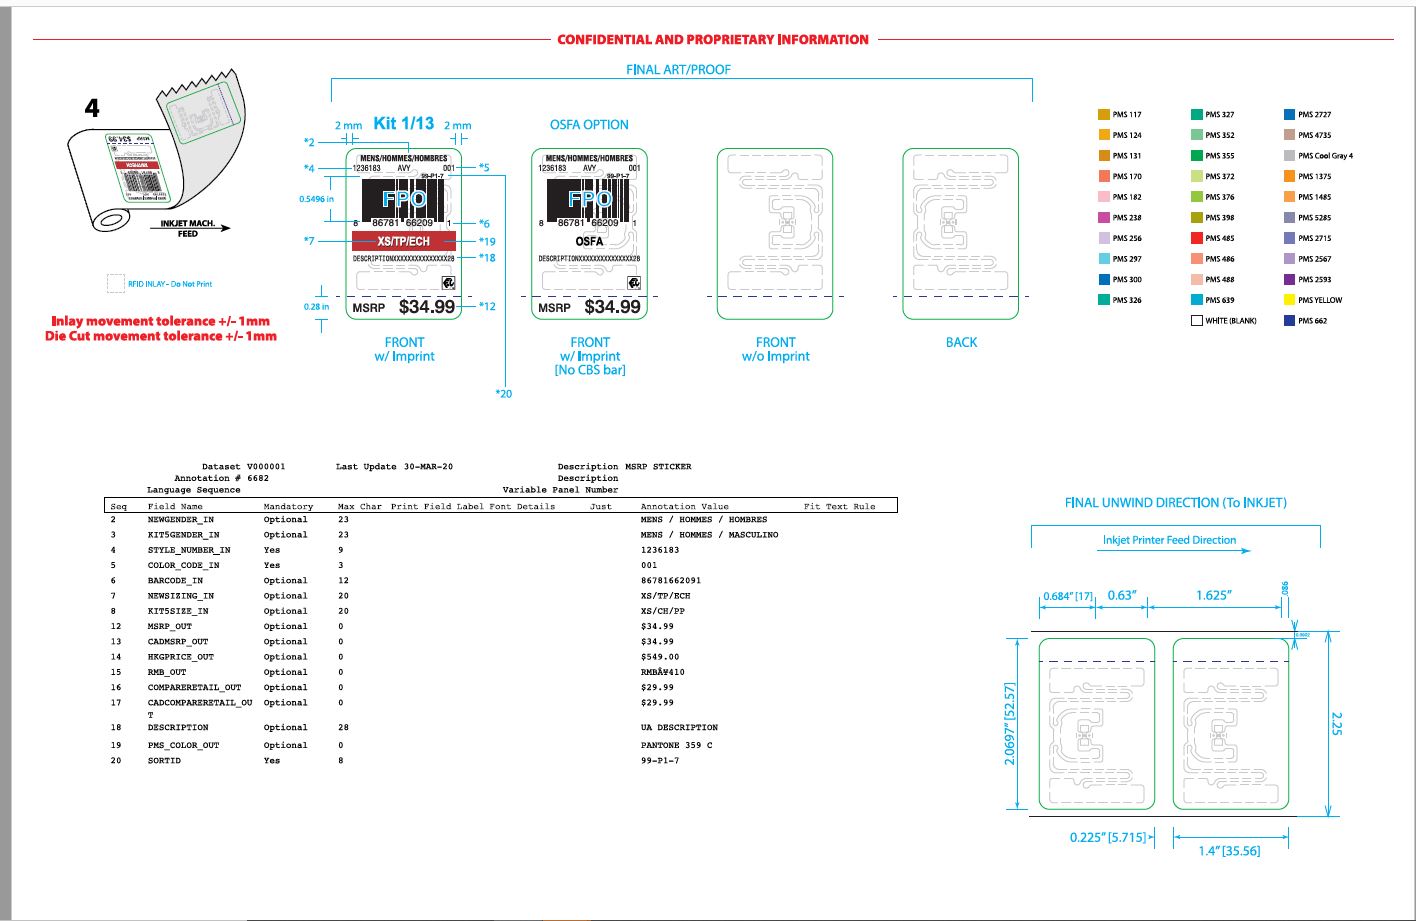 CONFIDENTIAL AND PROPRIETARY INFORMATION
FINAL ART/PROOF
4
MSRP $34.99
INKJET MACH.
FEED
RFID INLAY - Do Not Print
Inlay movement tolerance +/- 1mm
Die Cut movement tolerance +/- 1mm
2 mm Kit 1/13 2 mm
*2
MENS/HOMMES/HOMBRES
*4 1236183 AVY 001 *5
99-P1-7
0.5496 in
FPO
8 86781 66209 1 *6
*7 XS/TP/ECH *19
DESCRIPTIONXXXXXXXXXXXXXXX28 *18
0.28 in
MSRP $34.99 *12
FRONT
w/ Imprint
*20
OSFA OPTION
MENS/HOMMES/HOMBRES
1236183 AVY 001
99-P1-7
FPO
8 86781 66209 1
OSFA
DESCRIPTIONXXXXXXXXXXXXXXX28
MSRP $34.99
FRONT
w/ Imprint
[No CBS bar]
FRONT
w/o Imprint
BACK
PMS 117 PMS 327 PMS 2727
PMS 124 PMS 352 PMS 4735
PMS 131 PMS 355 PMS Cool Gray 4
PMS 170 PMS 372 PMS 1375
PMS 182 PMS 376 PMS 1485
PMS 238 PMS 398 PMS 5285
PMS 256 PMS 485 PMS 2715
PMS 297 PMS 486 PMS 2567
PMS 300 PMS 488 PMS 2593
PMS 326 PMS 639 PMS YELLOW
WHITE (BLANK) PMS 662
Dataset V000001 Last Update 30-MAR-20 Description MSRP STICKER
Annotation # 6682 Description
Language Sequence Variable Panel Number
Seq Field Name Mandatory Max Char Print Field Label Font Details Just Annotation Value Fit Text Rule
2 NEWGENDER_IN Optional 23 MENS / HOMMES / HOMBRES
3 KIT5GENDER_IN Optional 23 MENS / HOMMES / MASCULINO
4 STYLE_NUMBER_IN Yes 9 1236183
5 COLOR_CODE_IN Yes 3 001
6 BARCODE_IN Optional 12 86781662091
7 NEWSIZING_IN Optional 20 XS/TP/ECH
8 KIT5SIZE_IN Optional 20 XS/CH/PP
12 MSRP_OUT Optional 0 $34.99
13 CADMSRP_OUT Optional 0 $34.99
14 HKGPRICE_OUT Optional 0 $549.00
15 RMB_OUT Optional 0 RMBÂ¥410
16 COMPARERETAIL_OUT Optional 0 $29.99
17 CADCOMPARERETAIL_OU Optional 0 $29.99
T
18 DESCRIPTION Optional 28 UA DESCRIPTION
19 PMS_COLOR_OUT Optional 0 PANTONE 359 C
20 SORTID Yes 8 99-P1-7
FINAL UNWIND DIRECTION (To INKJET)
Inkjet Printer Feed Direction
0.684" [17] 0.63" 1.625" .086
2.0697" [52.57]
2.25
0.225" [5.715]
1.4" [35.56]